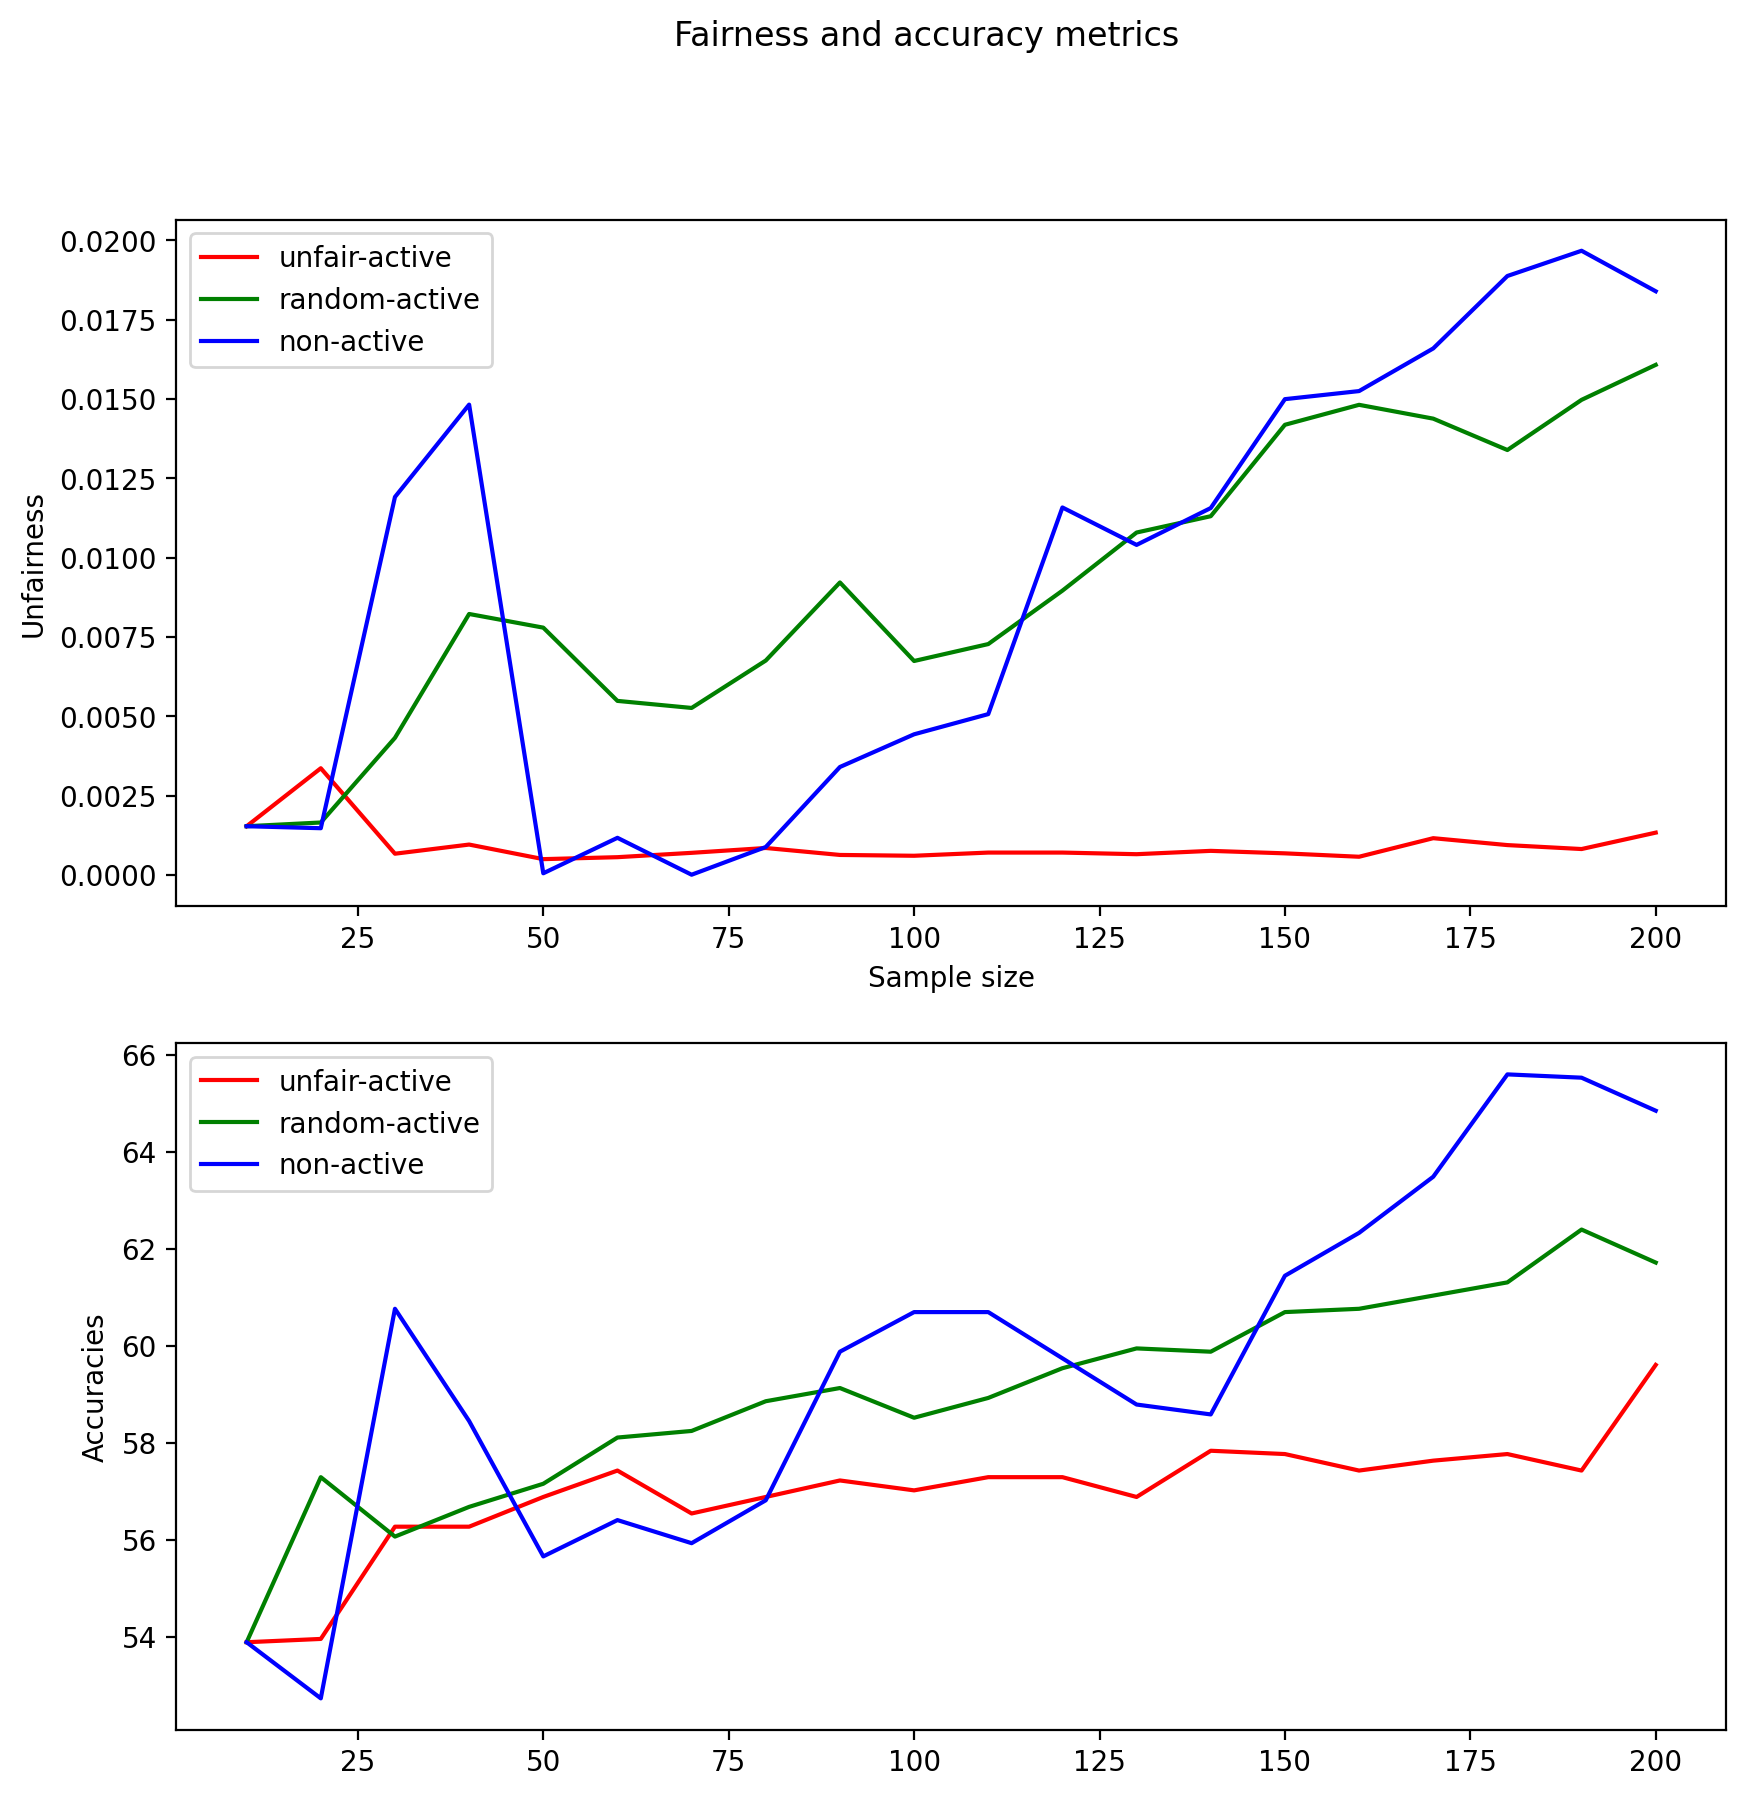 Fairness and accuracy metrics
0.0200
0.0175
0.0150
0.0125
0.0100
0.0075
0.0050
0.0025
0.0000
Unfairness
unfair-active
random-active
non-active
25 50 75 100 125 150 175 200
Sample size
66
64
62
60
58
56
54
Accuracies
unfair-active
random-active
non-active
25 50 75 100 125 150 175 200